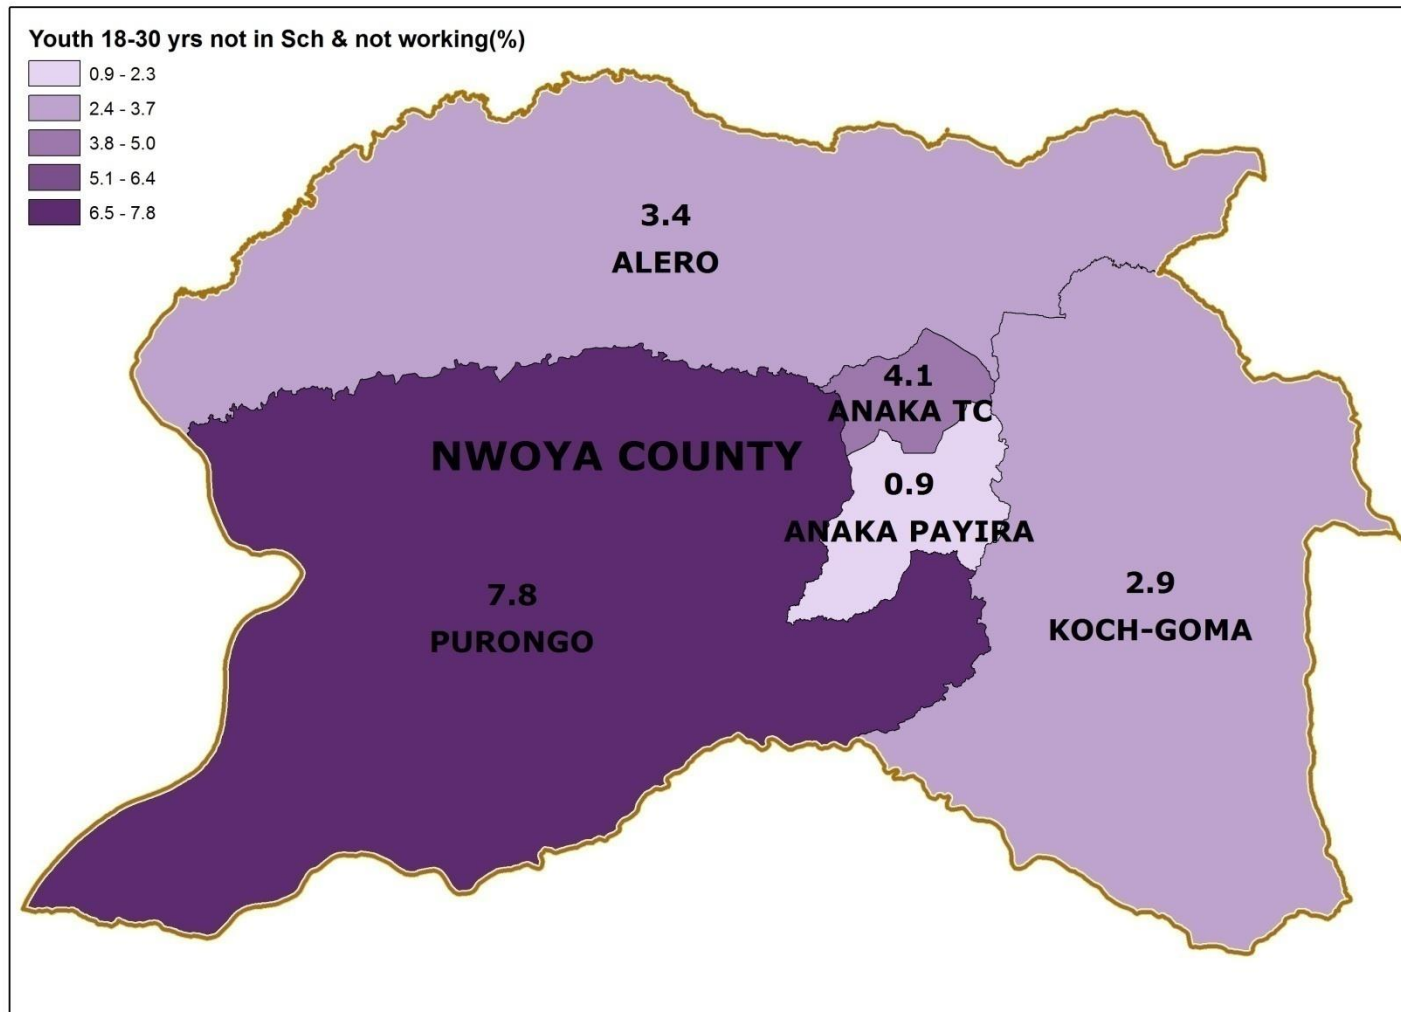 Youth 18-30 yrs not in Sch & not working(%)
0.9 - 2.3
2.4 - 3.7
3.8 - 5.0
5.1 - 6.4
6.5 - 7.8
3.4
ALERO
4.1
ANAKA TC
NWOYA COUNTY
0.9
ANAKA PAYIRA
7.8
PURONGO
2.9
KOCH-GOMA